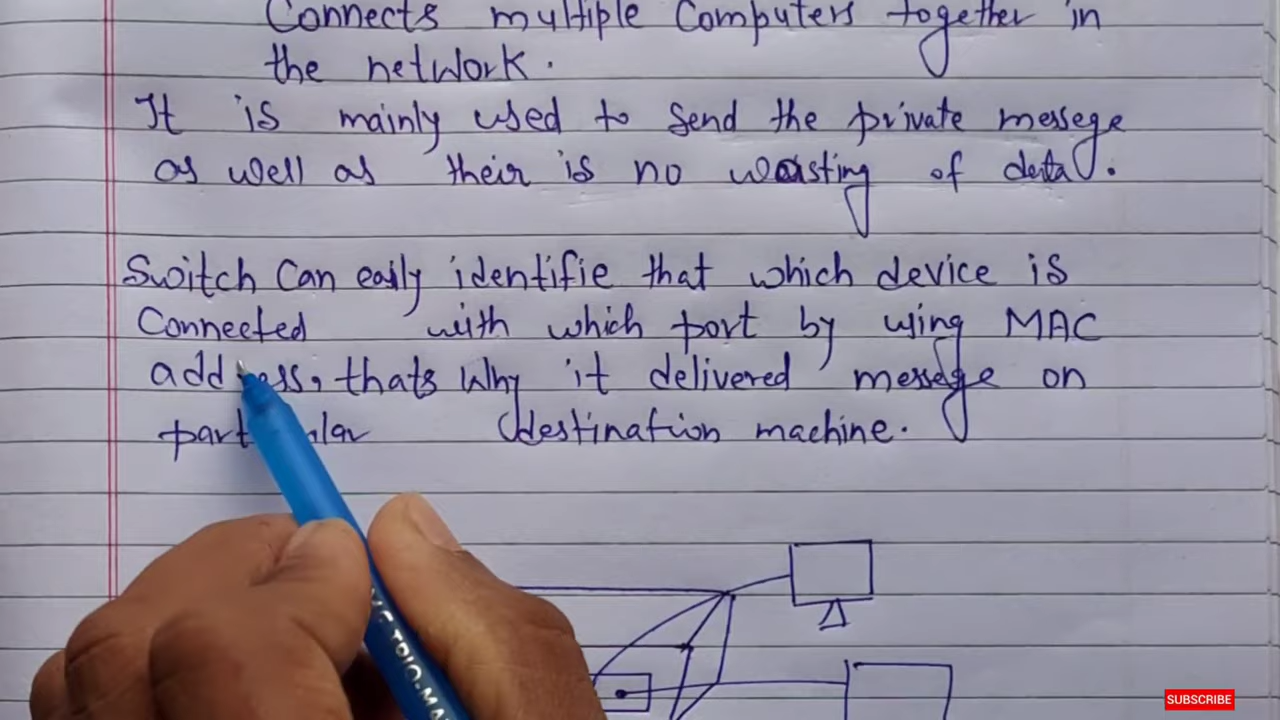 Connects multiple Computers together in
the network.
It is mainly used to send the private messege
as well as their is no wasting of data.
Switch Can easily identifie that which device is
Connected with which port by using MAC
address, thats why it delivered messege on
particular destination machine.
SUBSCRIBE